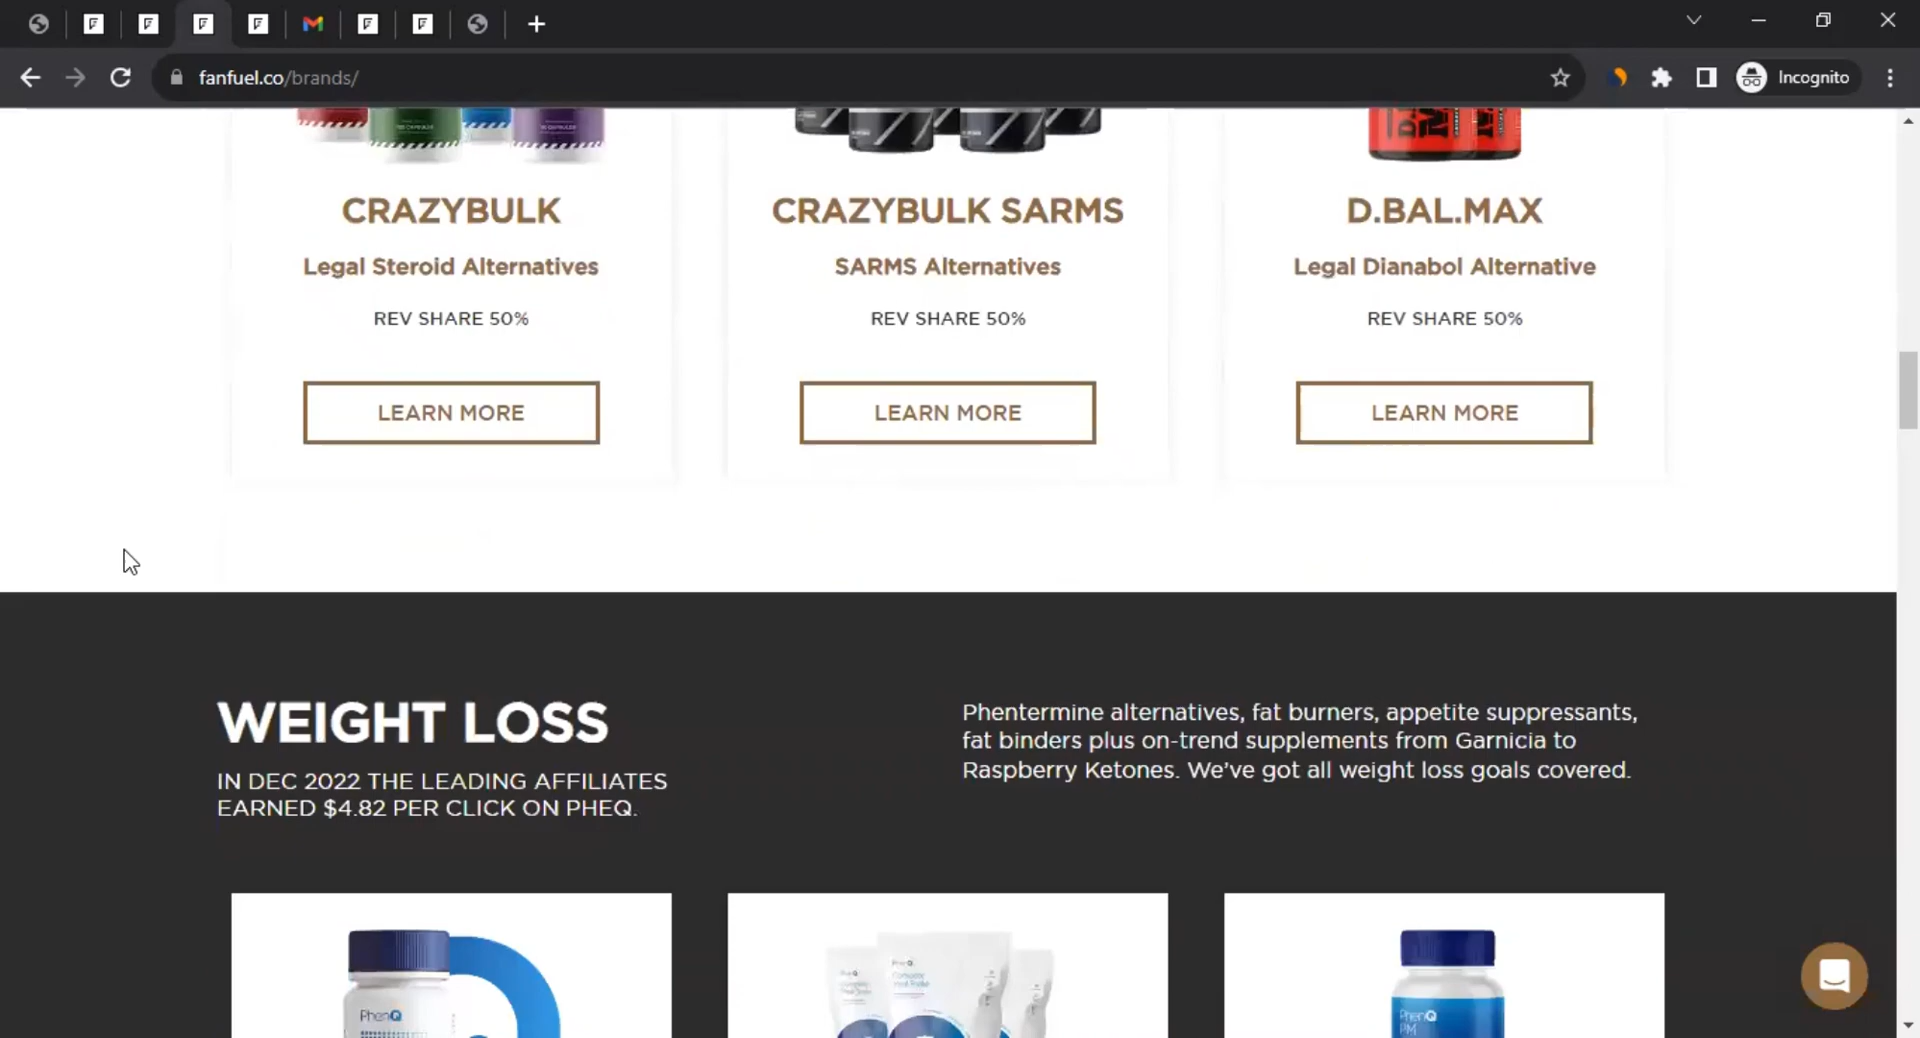 fanfuel.co/brands/
Incognito
CRAZYBULK
Legal Steroid Alternatives
REV SHARE 50%
LEARN MORE
CRAZYBULK SARMS
SARMS Alternatives
REV SHARE 50%
LEARN MORE
D.BAL.MAX
Legal Dianabol Alternative
REV SHARE 50%
LEARN MORE
WEIGHT LOSS
IN DEC 2022 THE LEADING AFFILIATES
EARNED $4.82 PER CLICK ON PHEQ.
Phentermine alternatives, fat burners, appetite suppressants,
fat binders plus on-trend supplements from Garnicia to
Raspberry Ketones. We’ve got all weight loss goals covered.
PhenQ
PhenQ
PhenQ
PM